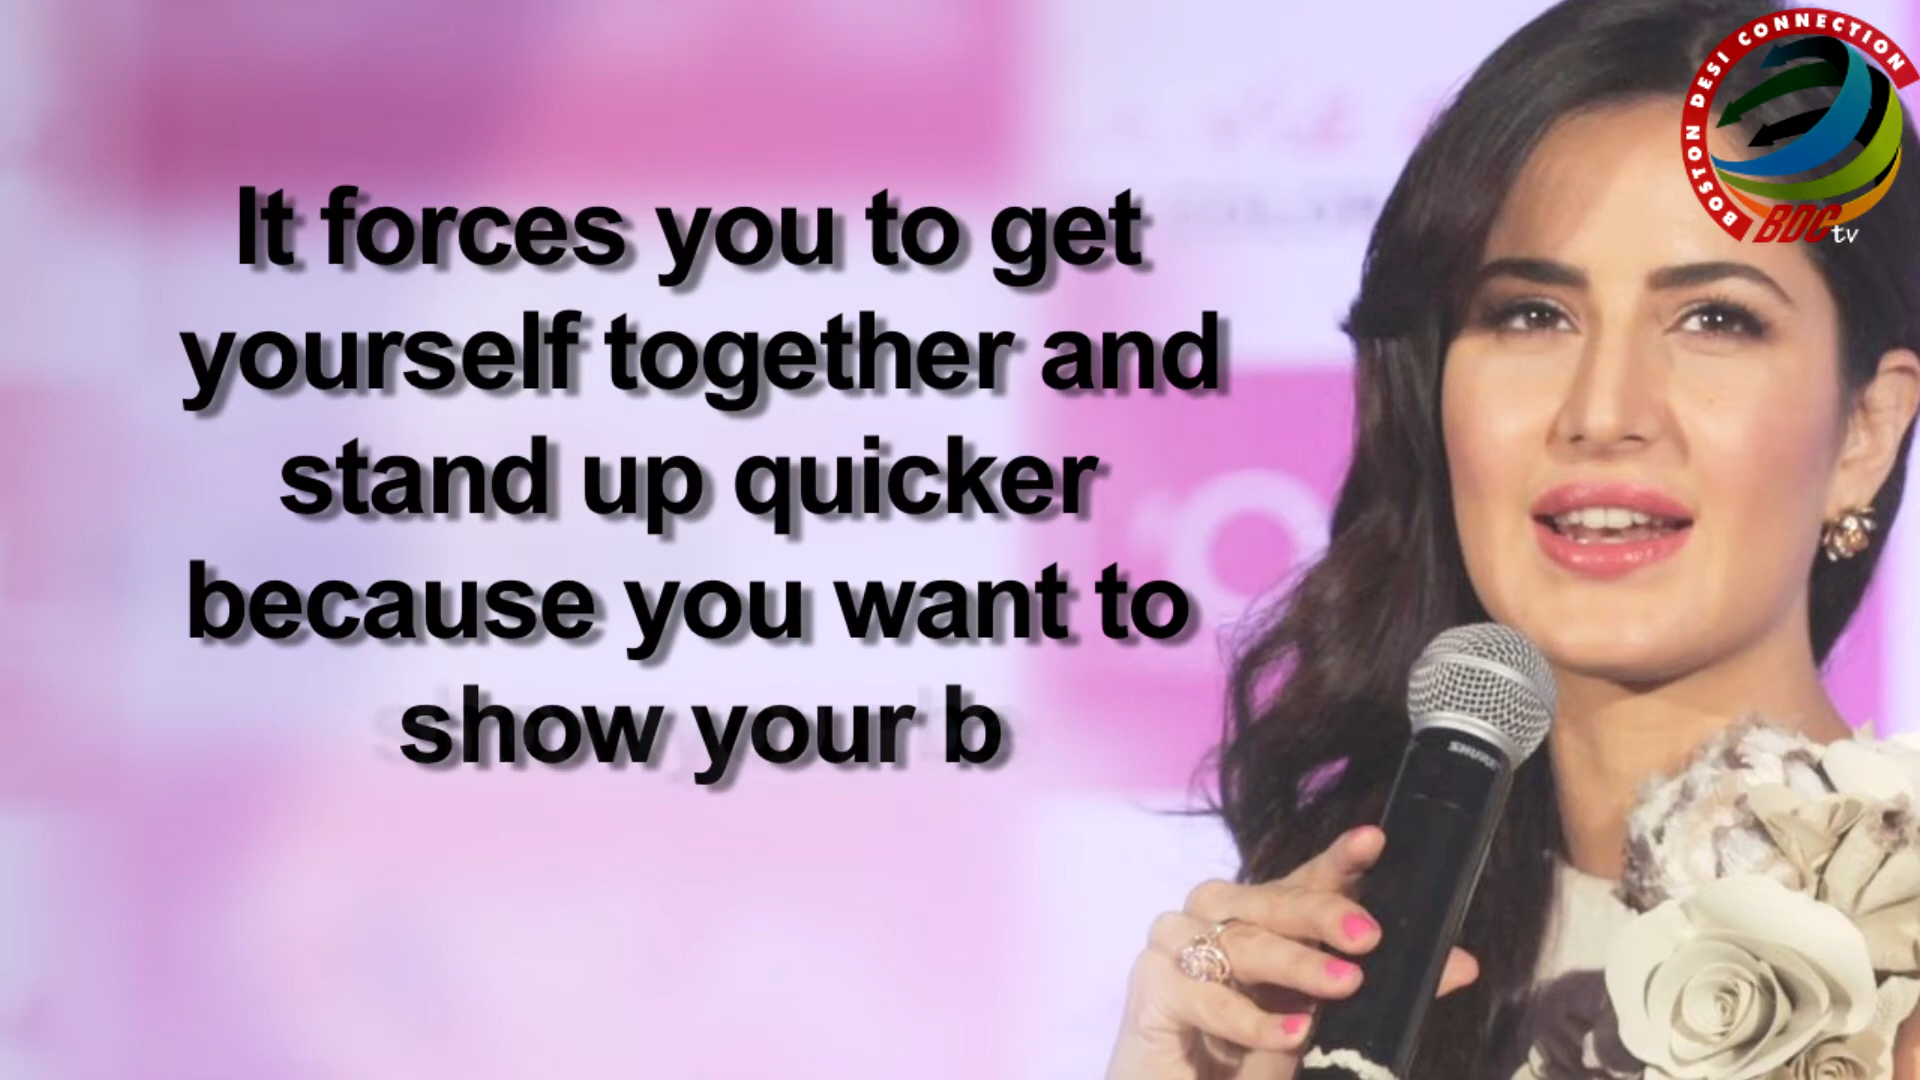 It forces you to get
yourself together and
stand up quicker
because you want to
show your b
BOSTON DESI CONNECTION
BDC tv
SHURE